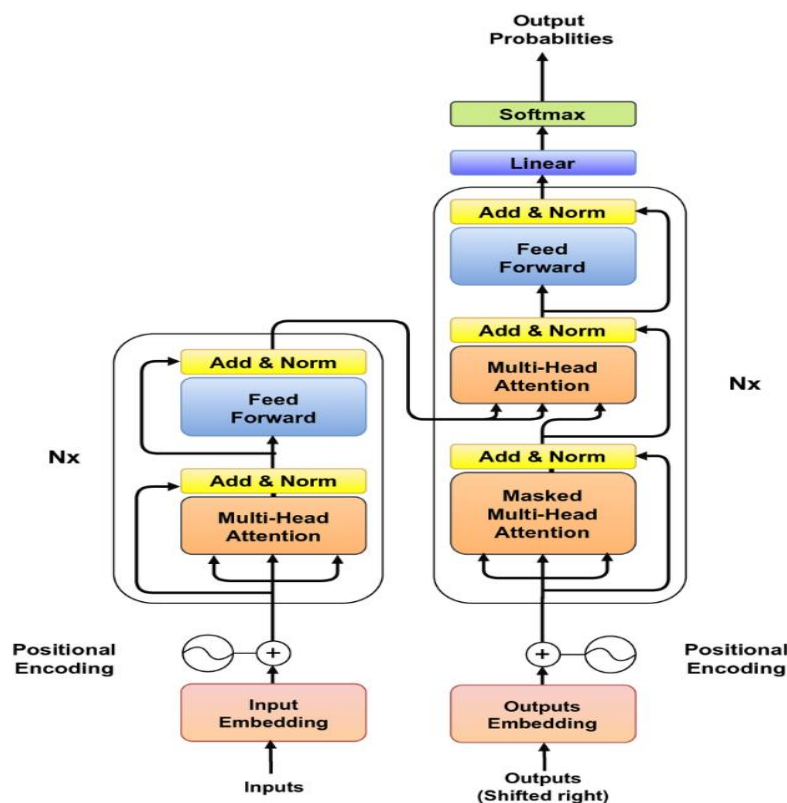 Output
Probablities
Softmax
Linear
Add & Norm
Feed
Forward
Add & Norm
Multi-Head
Attention
Nx
Add & Norm
Masked
Multi-Head
Attention
Add & Norm
Feed
Forward
Nx
Add & Norm
Multi-Head
Attention
Positional
Encoding
+
+
Positional
Encoding
Input
Embedding
Outputs
Embedding
Inputs
Outputs
(Shifted right)